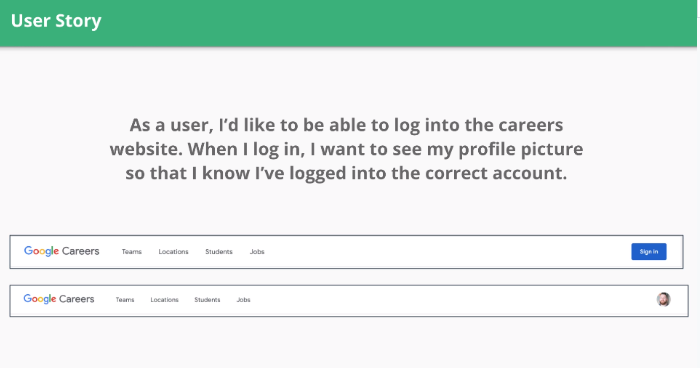 User Story
As a user, I’d like to be able to log into the careers
website. When I log in, I want to see my profile picture
so that I know I’ve logged into the correct account.
Google Careers Teams Locations Students Jobs Sign in
Google Careers Teams Locations Students Jobs